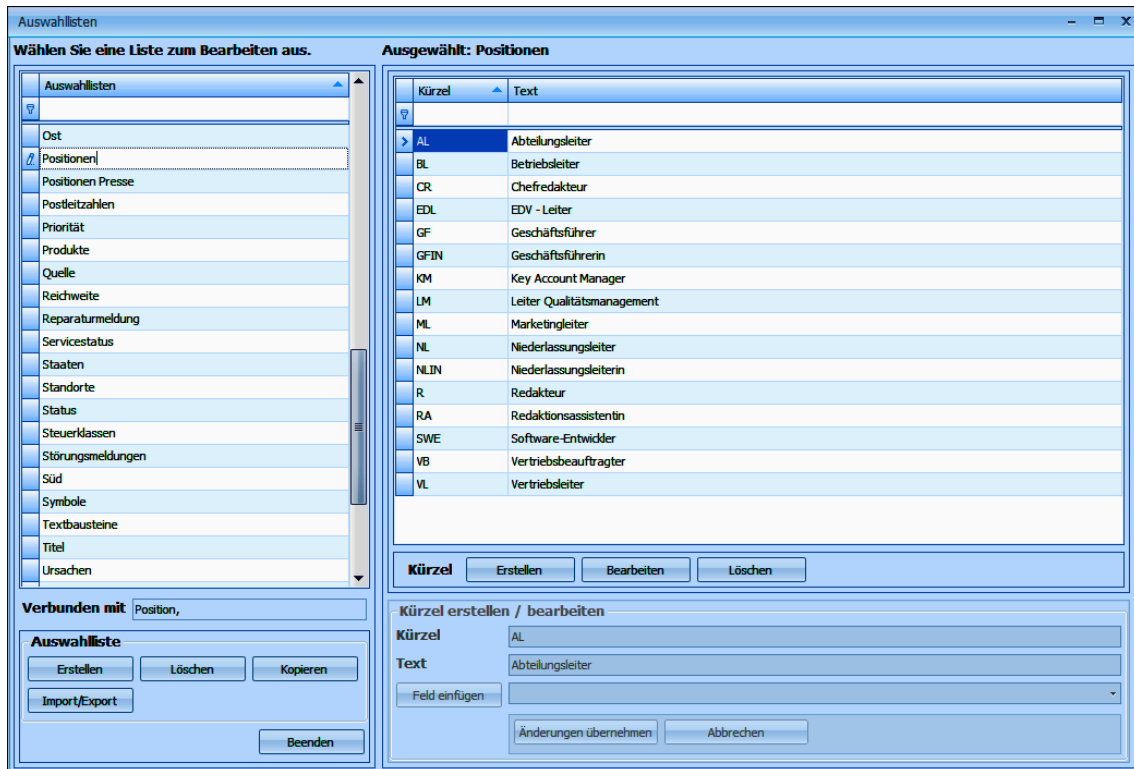 Auswahllisten
Wählen Sie eine Liste zum Bearbeiten aus.
Auswahllisten
Ost
Positionen
Positionen Presse
Postleitzahlen
Priorität
Produkte
Quelle
Reichweite
Reparaturmeldung
Servicestatus
Staaten
Standorte
Status
Steuerklassen
Störungsmeldungen
Süd
Symbole
Textbausteine
Titel
Ursachen
Verbunden mit Position,
Auswahlliste
Erstellen Löschen Kopieren
Import/Export
Beenden
Ausgewählt: Positionen
Kürzel Text
AL Abteilungsleiter
BL Betriebsleiter
CR Chefredakteur
EDL EDV - Leiter
GF Geschäftsführer
GFIN Geschäftsführerin
KM Key Account Manager
LM Leiter Qualitätsmanagement
ML Marketingleiter
NL Niederlassungsleiter
NLIN Niederlassungsleiterin
R Redakteur
RA Redaktionsassistentin
SWE Software-Entwickler
VB Vertriebsbeauftragter
VL Vertriebsleiter
Kürzel Erstellen Bearbeiten Löschen
Kürzel erstellen / bearbeiten
Kürzel AL
Text Abteilungsleiter
Feld einfügen
Änderungen übernehmen Abbrechen